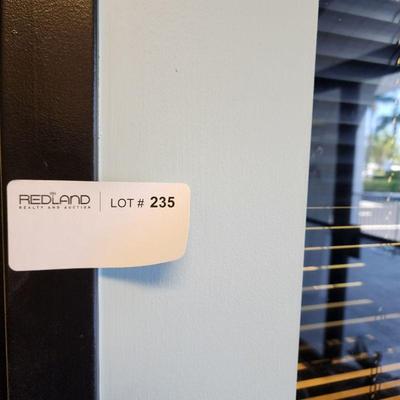 REDLAND
REALTY AND AUCTION
LOT # 235